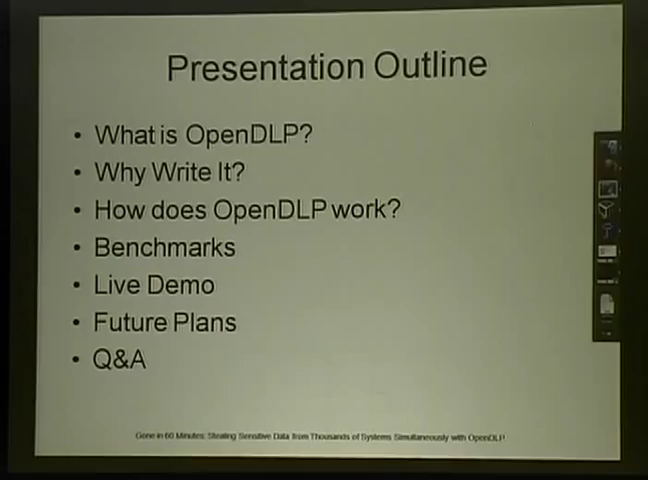 Presentation Outline
• What is OpenDLP?
• Why Write It?
• How does OpenDLP work?
• Benchmarks
• Live Demo
• Future Plans
• Q&A
Gone in 60 Minutes: Stealing Sensitive Data from Thousands of Systems Simultaneously with OpenDLP